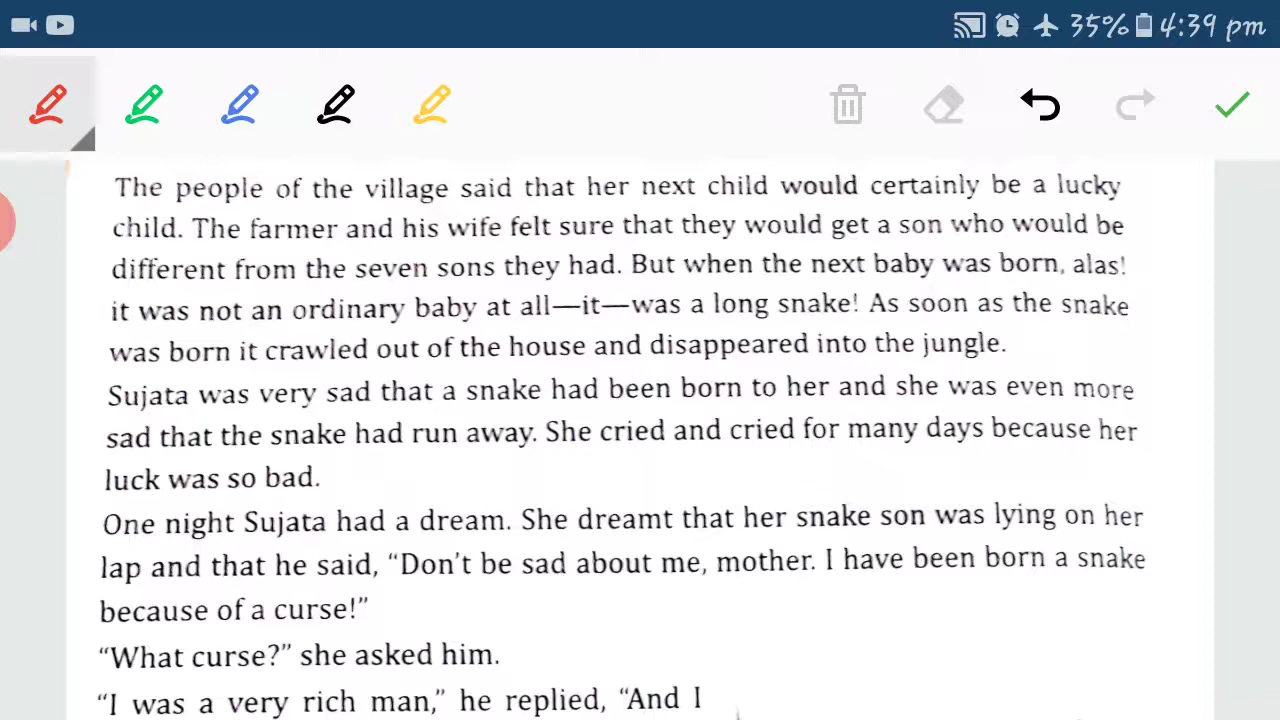 35% 4:39 pm
The people of the village said that her next child would certainly be a lucky
child. The farmer and his wife felt sure that they would get a son who would be
different from the seven sons they had. But when the next baby was born, alas!
it was not an ordinary baby at all—it—was a long snake! As soon as the snake
was born it crawled out of the house and disappeared into the jungle.
Sujata was very sad that a snake had been born to her and she was even more
sad that the snake had run away. She cried and cried for many days because her
luck was so bad.
One night Sujata had a dream. She dreamt that her snake son was lying on her
lap and that he said, “Don’t be sad about me, mother. I have been born a snake
because of a curse!”
“What curse?” she asked him.
“I was a very rich man,” he replied, “And I